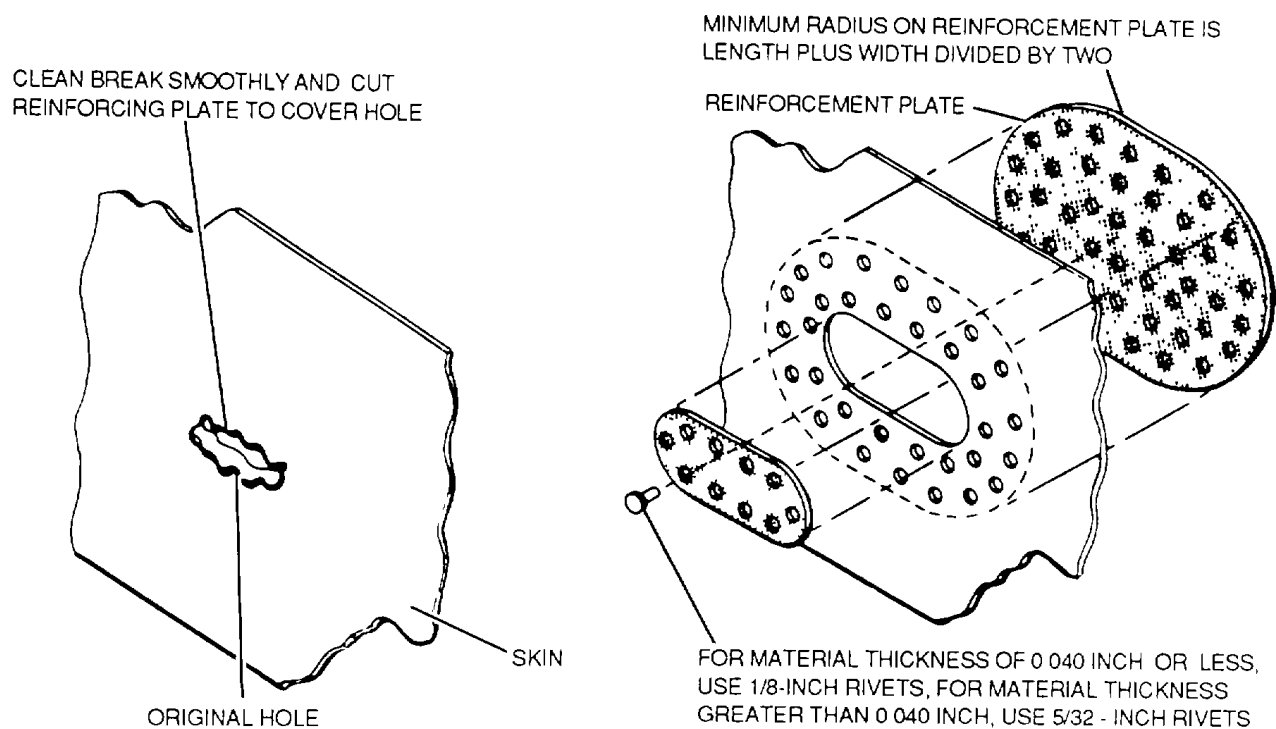 CLEAN BREAK SMOOTHLY AND CUT
REINFORCING PLATE TO COVER HOLE
ORIGINAL HOLE
SKIN
MINIMUM RADIUS ON REINFORCEMENT PLATE IS
LENGTH PLUS WIDTH DIVIDED BY TWO
REINFORCEMENT PLATE
FOR MATERIAL THICKNESS OF 0 040 INCH OR LESS,
USE 1/8-INCH RIVETS, FOR MATERIAL THICKNESS
GREATER THAN 0 040 INCH, USE 5/32 - INCH RIVETS